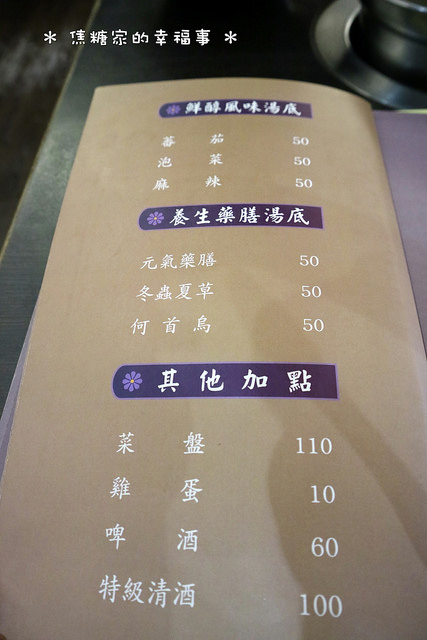 ＊ 焦糖家的幸福事 ＊
鮮醇風味湯底
蕃茄 50
泡菜 50
麻辣 50
養生藥膳湯底
元氣藥膳 50
冬蟲夏草 50
何首烏 50
其他加點
菜盤 110
雞蛋 10
啤酒 60
特級清酒 100